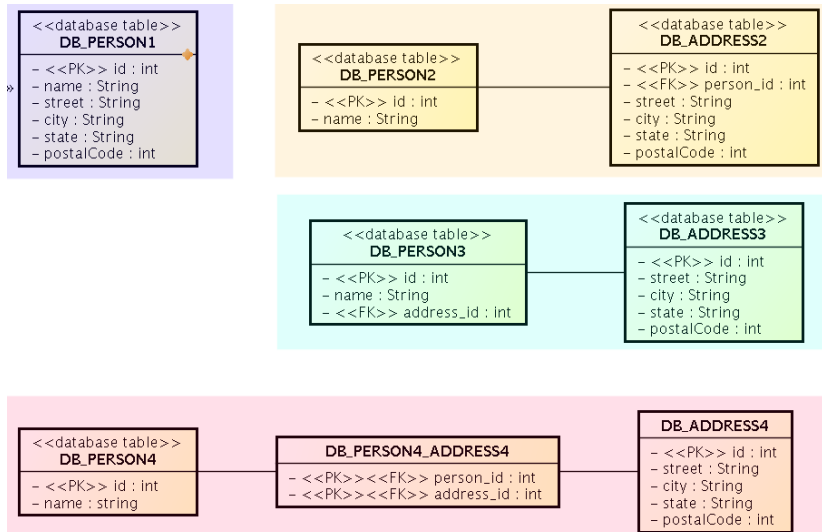 <<database table>>
DB_PERSON1
– <<PK>> id : int
– name : String
– street : String
– city : String
– state : String
– postalCode : int
»
<<database table>>
DB_PERSON2
– <<PK>> id : int
– name : String
<<database table>>
DB_ADDRESS2
– <<PK>> id : int
– <<FK>> person_id : int
– street : String
– city : String
– state : String
– postalCode : int
<<database table>>
DB_PERSON3
– <<PK>> id : int
– name : String
– <<FK>> address_id : int
<<database table>>
DB_ADDRESS3
– <<PK>> id : int
– street : String
– city : String
– state : String
– postalCode : int
<<database table>>
DB_PERSON4
– <<PK>> id : int
– name : string
DB_PERSON4_ADDRESS4
– <<PK>><<FK>> person_id : int
– <<PK>><<FK>> address_id : int
DB_ADDRESS4
– <<PK>> id : int
– street : String
– city : String
– state : String
– postalCode : int